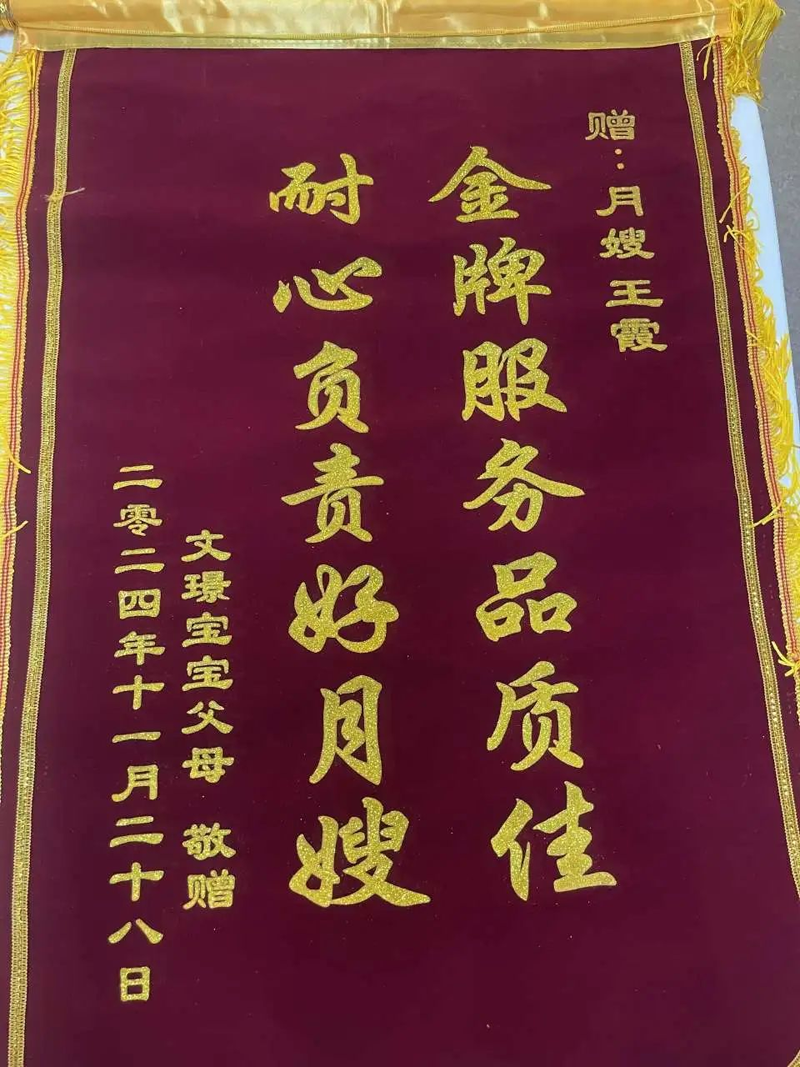 赠：月嫂 王霞
金牌服务品质佳
耐心负责好月嫂
文璟宝宝父母 敬赠
二零二四年十一月二十八日